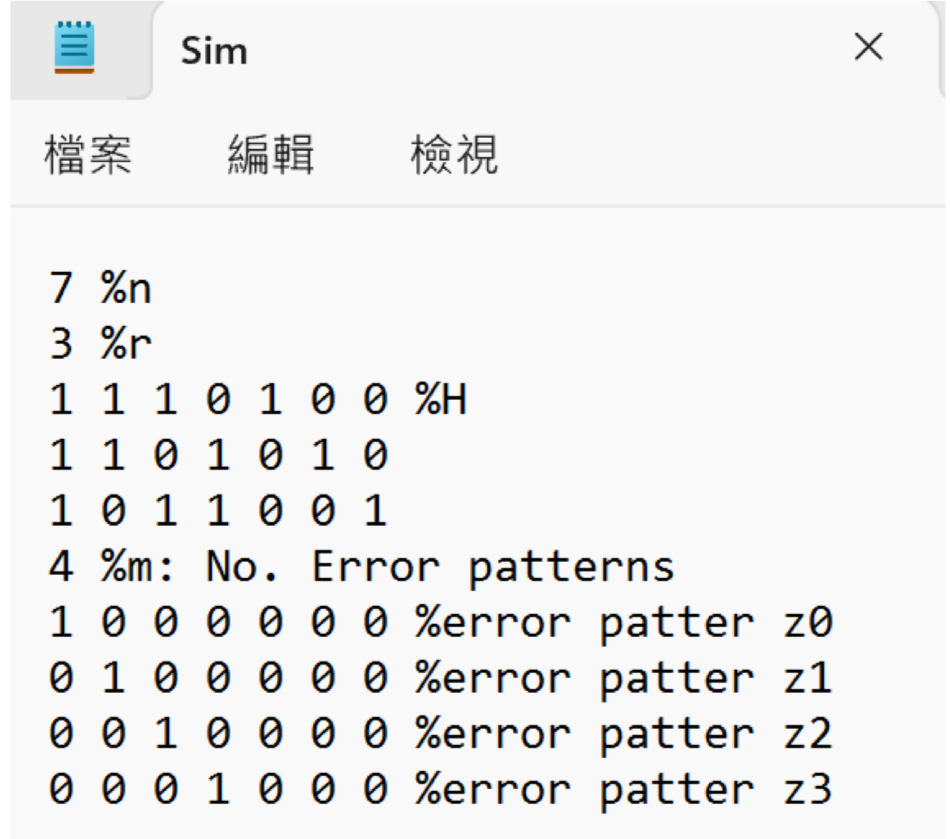 Sim
檔案 編輯 檢視
7 %n
3 %r
1 1 1 0 1 0 0 %H
1 1 0 1 0 1 0
1 0 1 1 0 0 1
4 %m: No. Error patterns
1 0 0 0 0 0 0 %error patter z0
0 1 0 0 0 0 0 %error patter z1
0 0 1 0 0 0 0 %error patter z2
0 0 0 1 0 0 0 %error patter z3